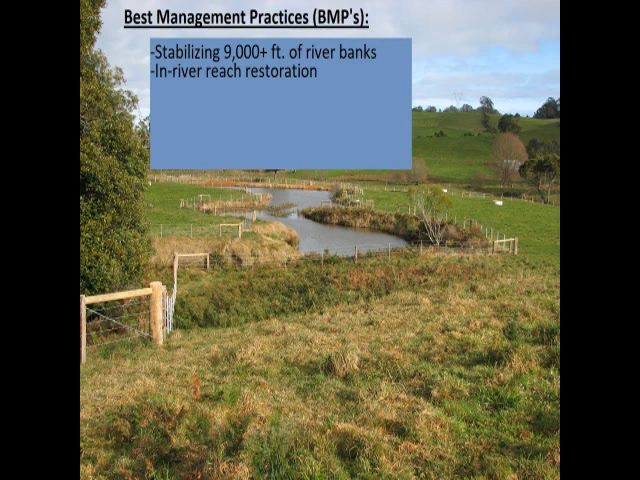 Best Management Practices (BMP's):
-Stabilizing 9,000+ ft. of river banks
-In-river reach restoration